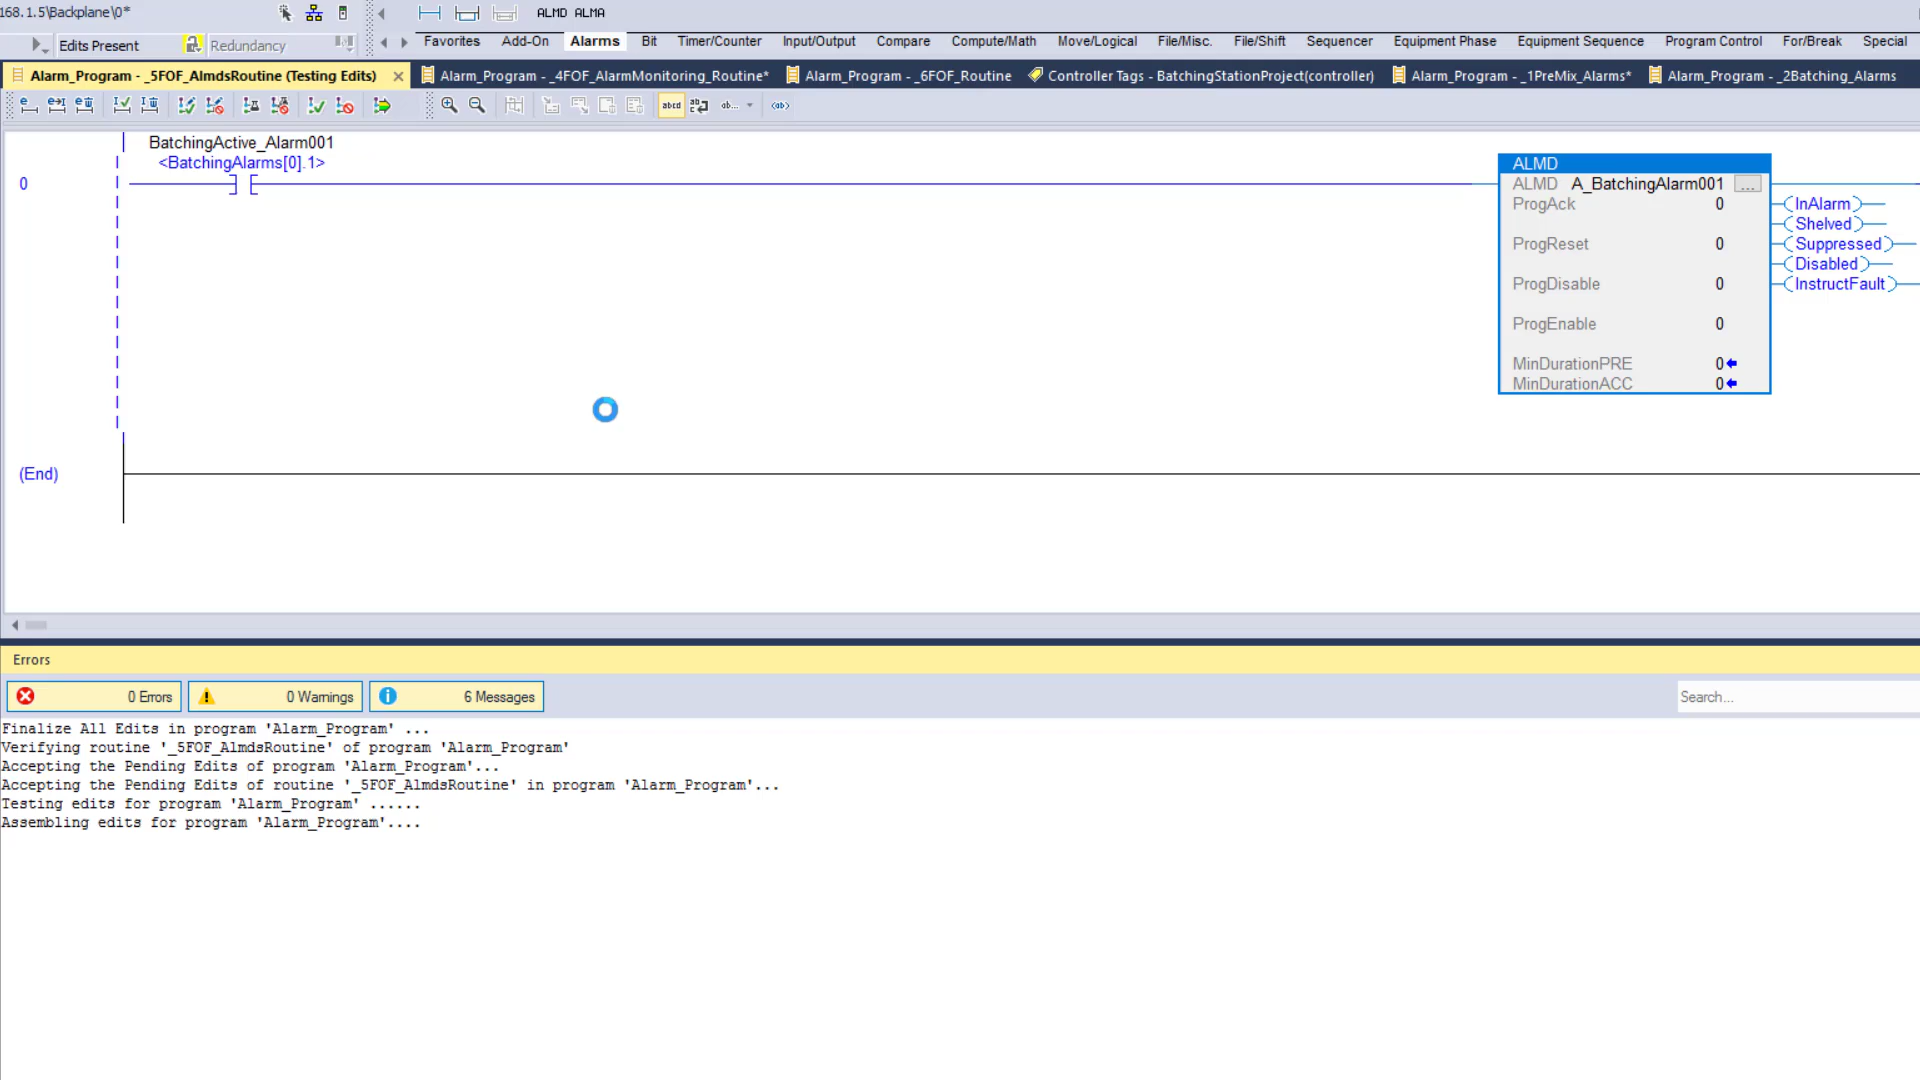 168.1.5\Backplane\0*
ALMD ALMA
Edits Present
Redundancy
Favorites Add-On Alarms Bit Timer/Counter Input/Output Compare Compute/Math Move/Logical File/Misc. File/Shift Sequencer Equipment Phase Equipment Sequence Program Control For/Break Special
Alarm_Program - _5FOF_AlmdsRoutine (Testing Edits) Alarm_Program - _4FOF_AlarmMonitoring_Routine* Alarm_Program - _6FOF_Routine Controller Tags - BatchingStationProject(controller) Alarm_Program - _1PreMix_Alarms* Alarm_Program - _2Batching_Alarms
abcd ab... <ab>
BatchingActive_Alarm001
<BatchingAlarms[0].1>
0
ALMD
ALMD A_BatchingAlarm001 ...
ProgAck 0
ProgReset 0
ProgDisable 0
ProgEnable 0
MinDurationPRE 0
MinDurationACC 0
InAlarm
Shelved
Suppressed
Disabled
InstructFault
(End)
Errors
0 Errors 0 Warnings 6 Messages
Search...
Finalize All Edits in program 'Alarm_Program' ...
Verifying routine '_5FOF_AlmdsRoutine' of program 'Alarm_Program'
Accepting the Pending Edits of program 'Alarm_Program'...
Accepting the Pending Edits of routine '_5FOF_AlmdsRoutine' in program 'Alarm_Program'...
Testing edits for program 'Alarm_Program' ......
Assembling edits for program 'Alarm_Program'....